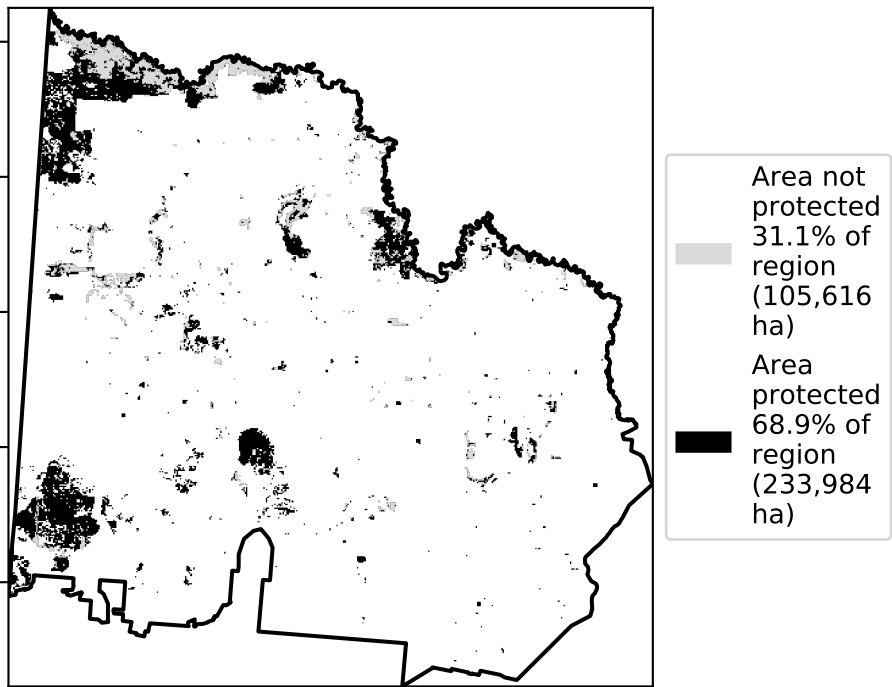 Area not
protected
31.1% of
region
(105,616
ha)
Area
protected
68.9% of
region
(233,984
ha)